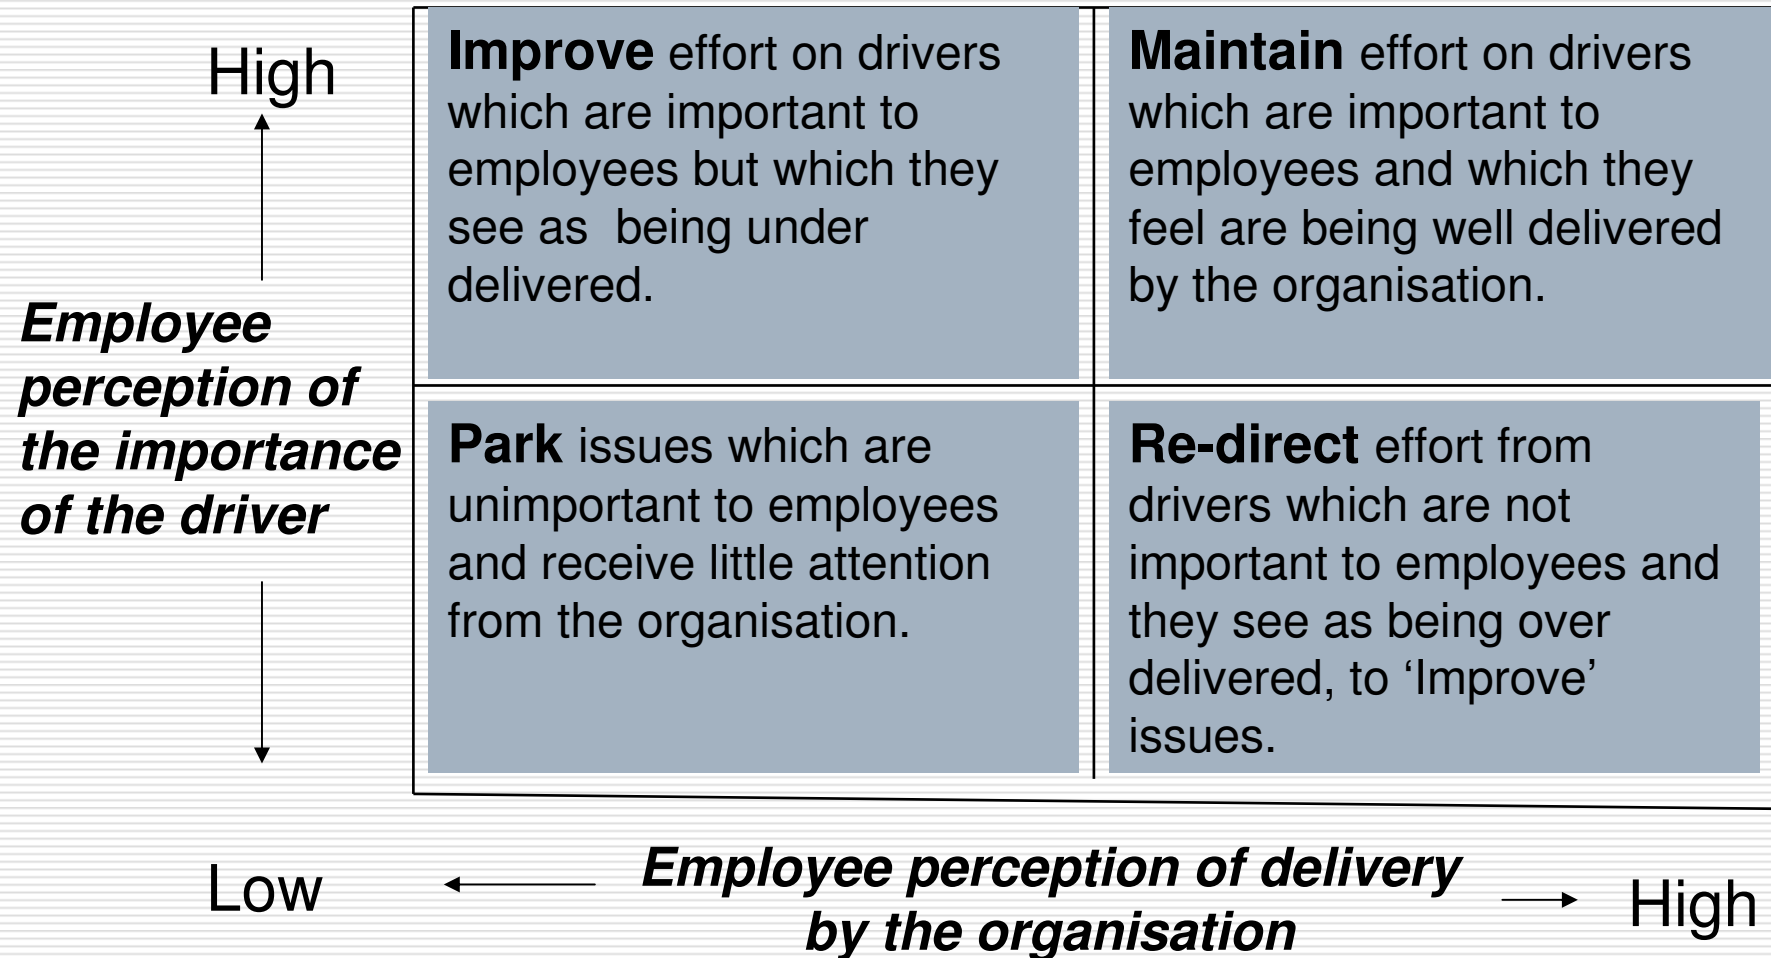 High
Improve effort on drivers
which are important to
employees but which they
see as being under
delivered.
Maintain effort on drivers
which are important to
employees and which they
feel are being well delivered
by the organisation.
Employee
perception of
the importance
of the driver
Park issues which are
unimportant to employees
and receive little attention
from the organisation.
Re-direct effort from
drivers which are not
important to employees and
they see as being over
delivered, to ‘Improve’
issues.
Low
Employee perception of delivery
by the organisation
High